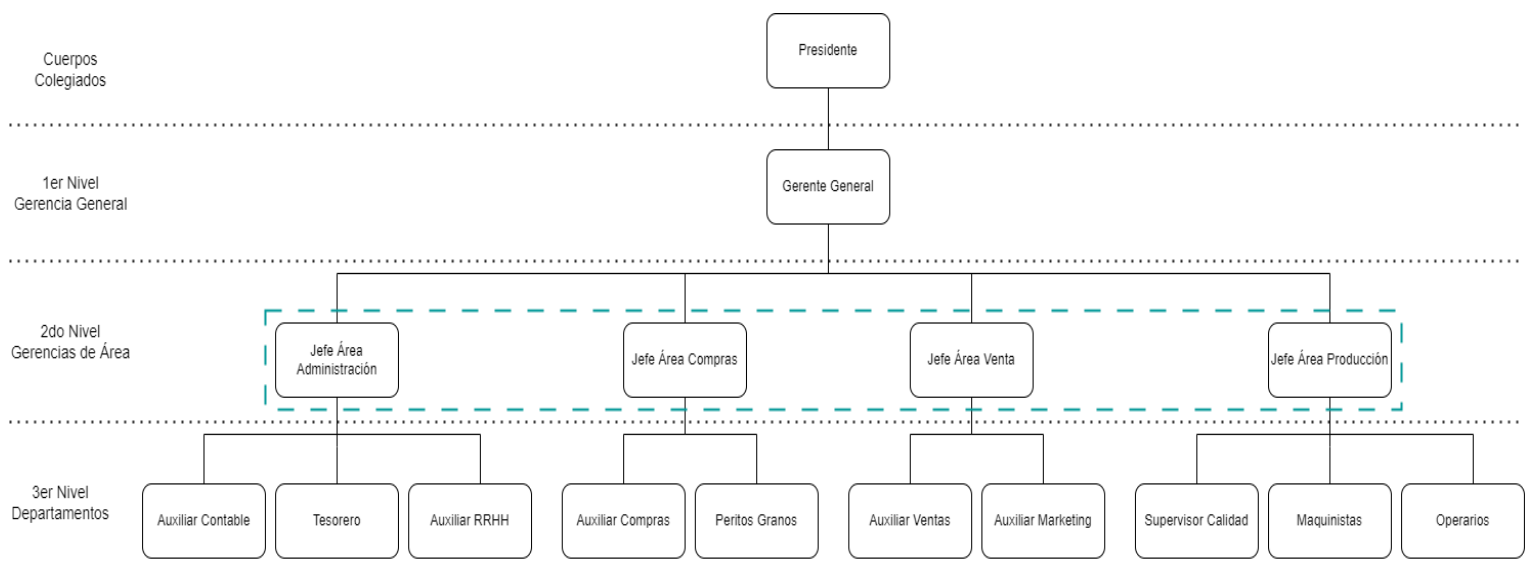 Presidente
Cuerpos
Colegiados
1er Nivel
Gerencia General
Gerente General
2do Nivel
Gerencias de Área
Jefe Área
Administración
Jefe Área Compras
Jefe Área Venta
Jefe Área Producción
3er Nivel
Departamentos
Auxiliar Contable
Tesorero
Auxiliar RRHH
Auxiliar Compras
Peritos Granos
Auxiliar Ventas
Auxiliar Marketing
Supervisor Calidad
Maquinistas
Operarios